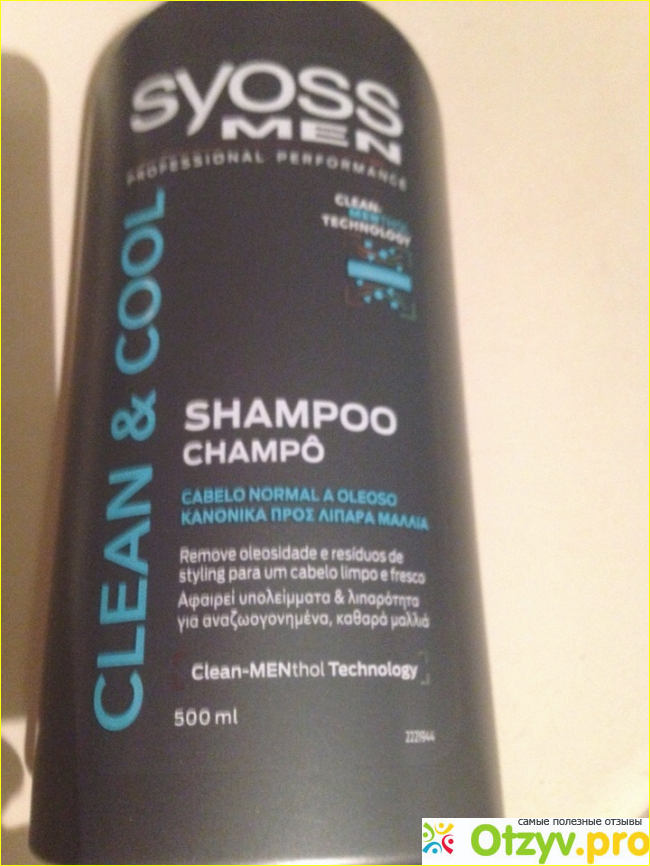 syoss
MEN
PROFESSIONAL PERFORMANCE
CLEAN-
MENTHOL
TECHNOLOGY
CLEAN & COOL
SHAMPOO
CHAMPÔ
CABELO NORMAL A OLEOSO
ΚΑΝΟΝΙΚΑ ΠΡΟΣ ΛΙΠΑΡΑ ΜΑΛΛΙΑ
Remove oleosidade e resíduos de
styling para um cabelo limpo e fresco
Αφαιρεί υπολείμματα & λιπαρότητα
για αναζωογονημένα, καθαρά μαλλιά
Clean-MENthol Technology
500 ml
2221944
самые полезные отзывы
Otzyv.pro